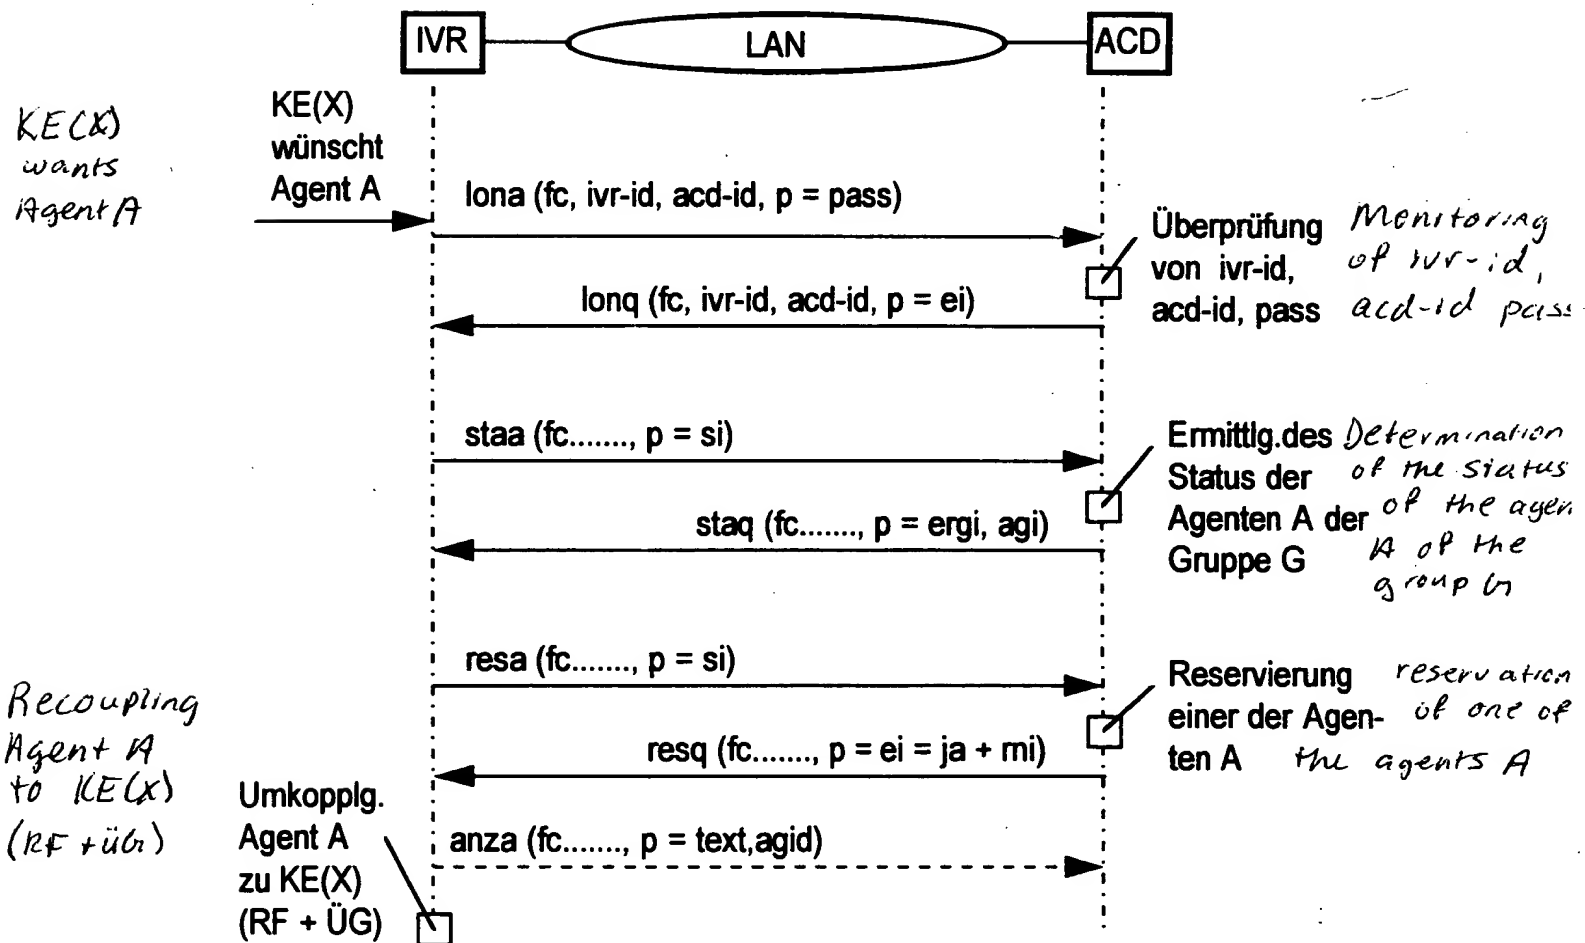 IVR
LAN
ACD
KE(X)
wants
Agent A
KE(X)
wünscht
Agent A
lona (fc, ivr-id, acd-id, p = pass)
Überprüfung
von ivr-id,
acd-id, pass
Monitoring
of ivr-id,
acd-id pass
lonq (fc, ivr-id, acd-id, p = ei)
staa (fc......., p = si)
Ermittlg.des
Status der
Agenten A der
Gruppe G
Determination
of the status
of the agen
A of the
group G
staq (fc......., p = ergi, agi)
resa (fc......., p = si)
Reservierung
einer der Agen-
ten A
reservation
of one of
the agents A
resq (fc......., p = ei = ja + rni)
Recoupling
Agent A
to KE(X)
(RF + üG)
Umkopplg.
Agent A
zu KE(X)
(RF + ÜG)
anza (fc......., p = text,agid)